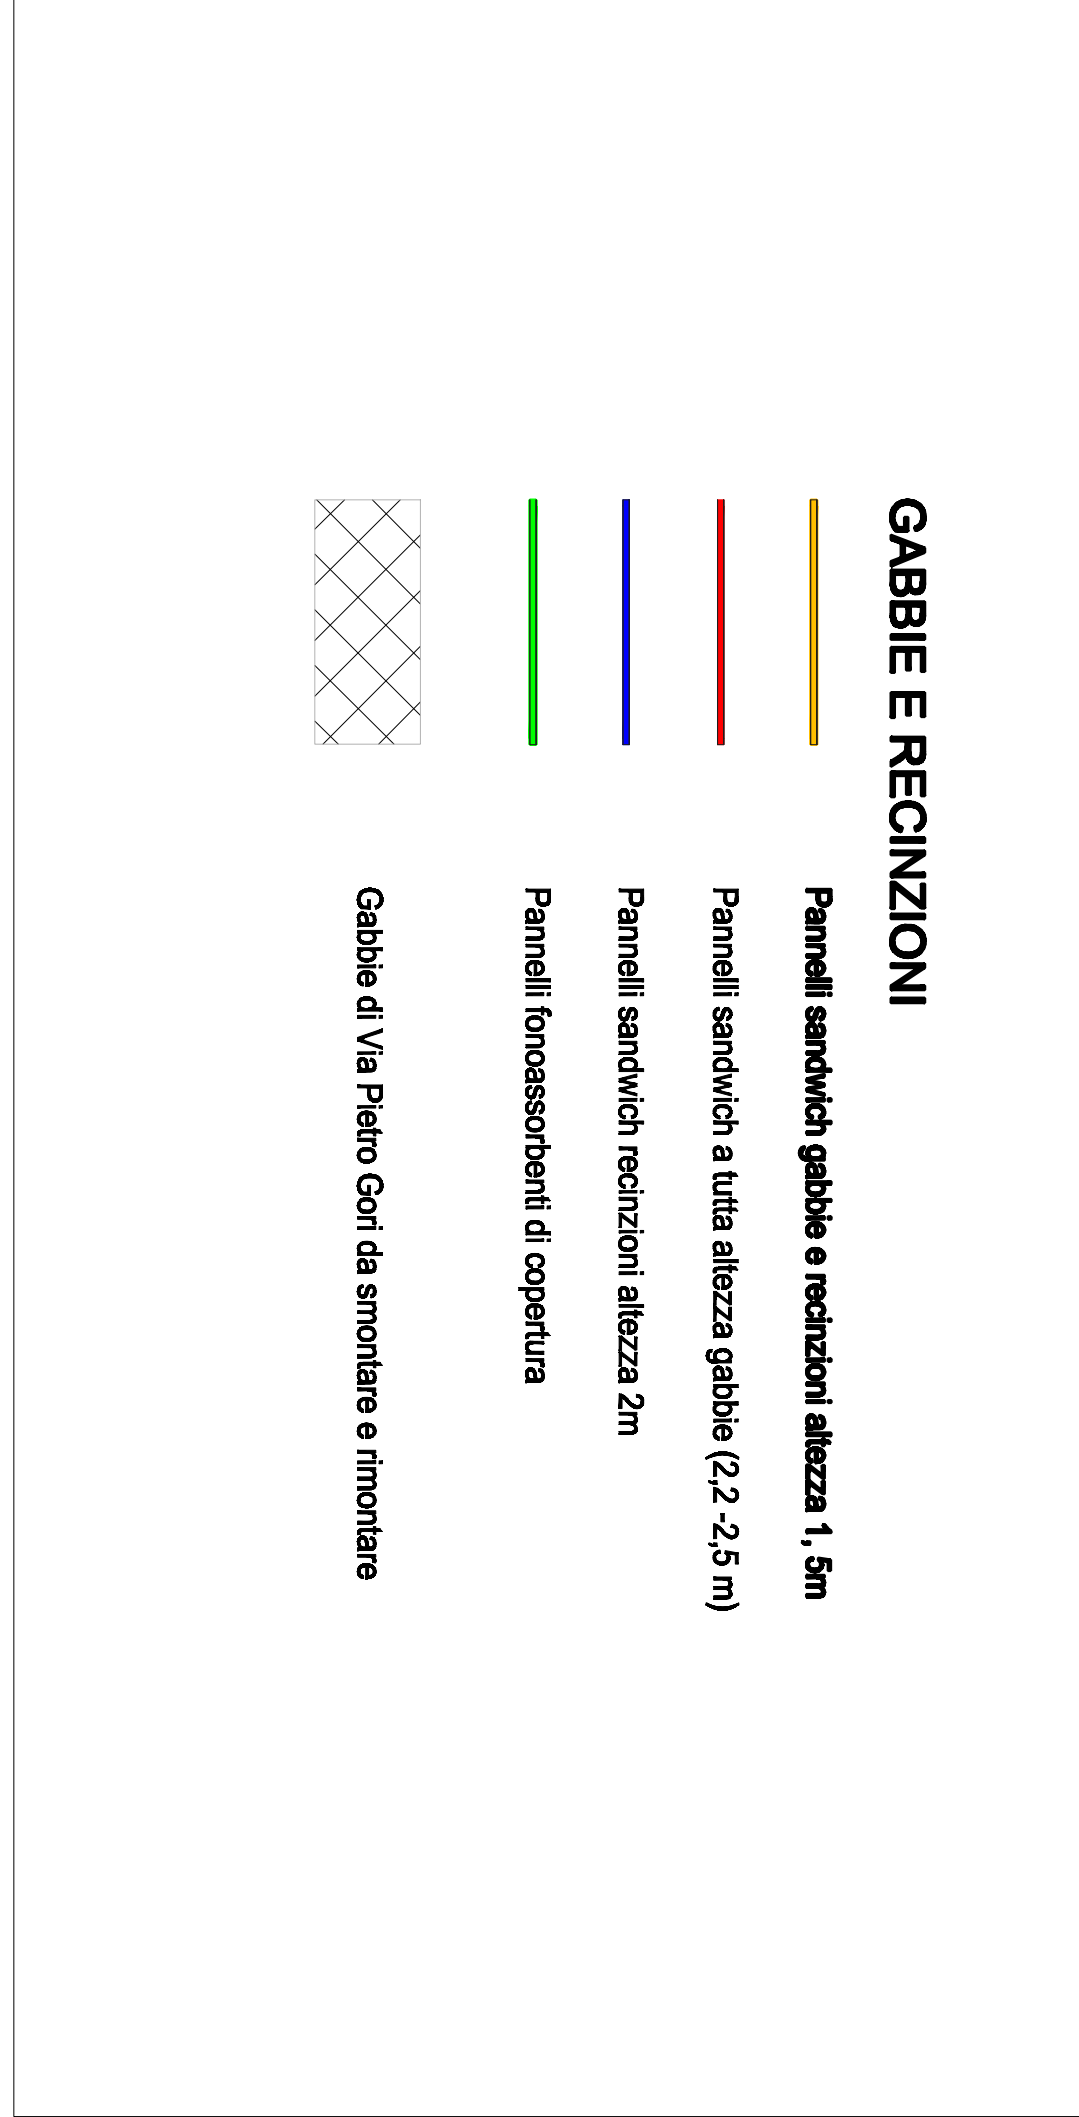 GABBIE E RECINZIONI
Pannelli sandwich gabbie e recinzioni altezza 1, 5m
Pannelli sandwich a tutta altezza gabbie (2,2 -2,5 m)
Pannelli sandwich recinzioni altezza 2m
Pannelli fonoassorbenti di copertura
Gabbie di Via Pietro Gori da smontare e rimontare